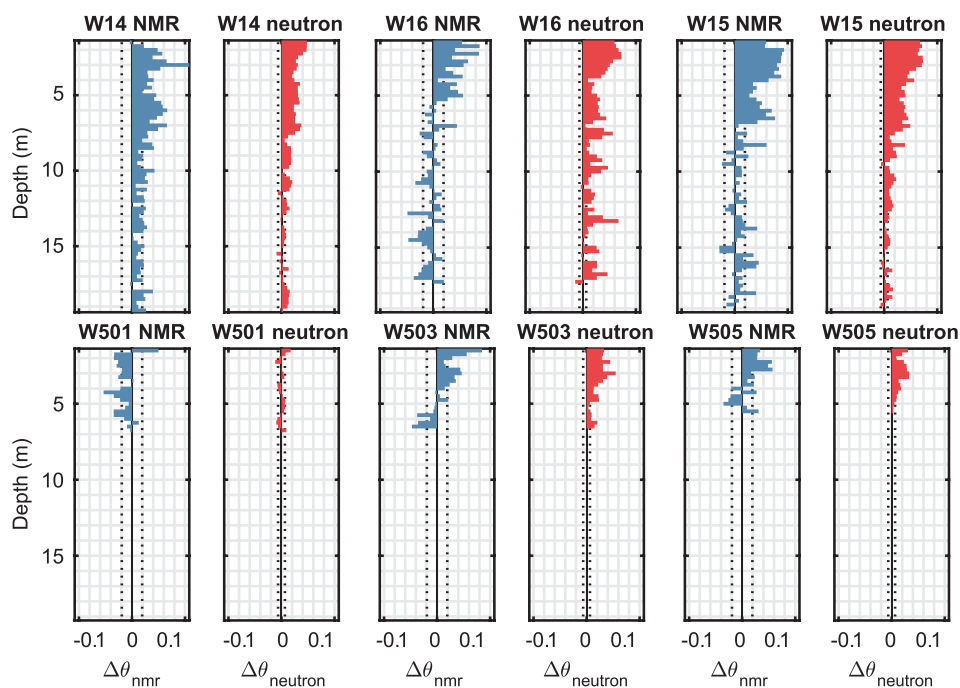 W14 NMR W14 neutron W16 NMR W16 neutron W15 NMR W15 neutron
5
10
15
Depth (m)
W501 NMR W501 neutron W503 NMR W503 neutron W505 NMR W505 neutron
5
10
15
Depth (m)
-0.1 0 0.1 -0.1 0 0.1 -0.1 0 0.1 -0.1 0 0.1 -0.1 0 0.1 -0.1 0 0.1
Δθnmr Δθneutron Δθnmr Δθneutron Δθnmr Δθneutron